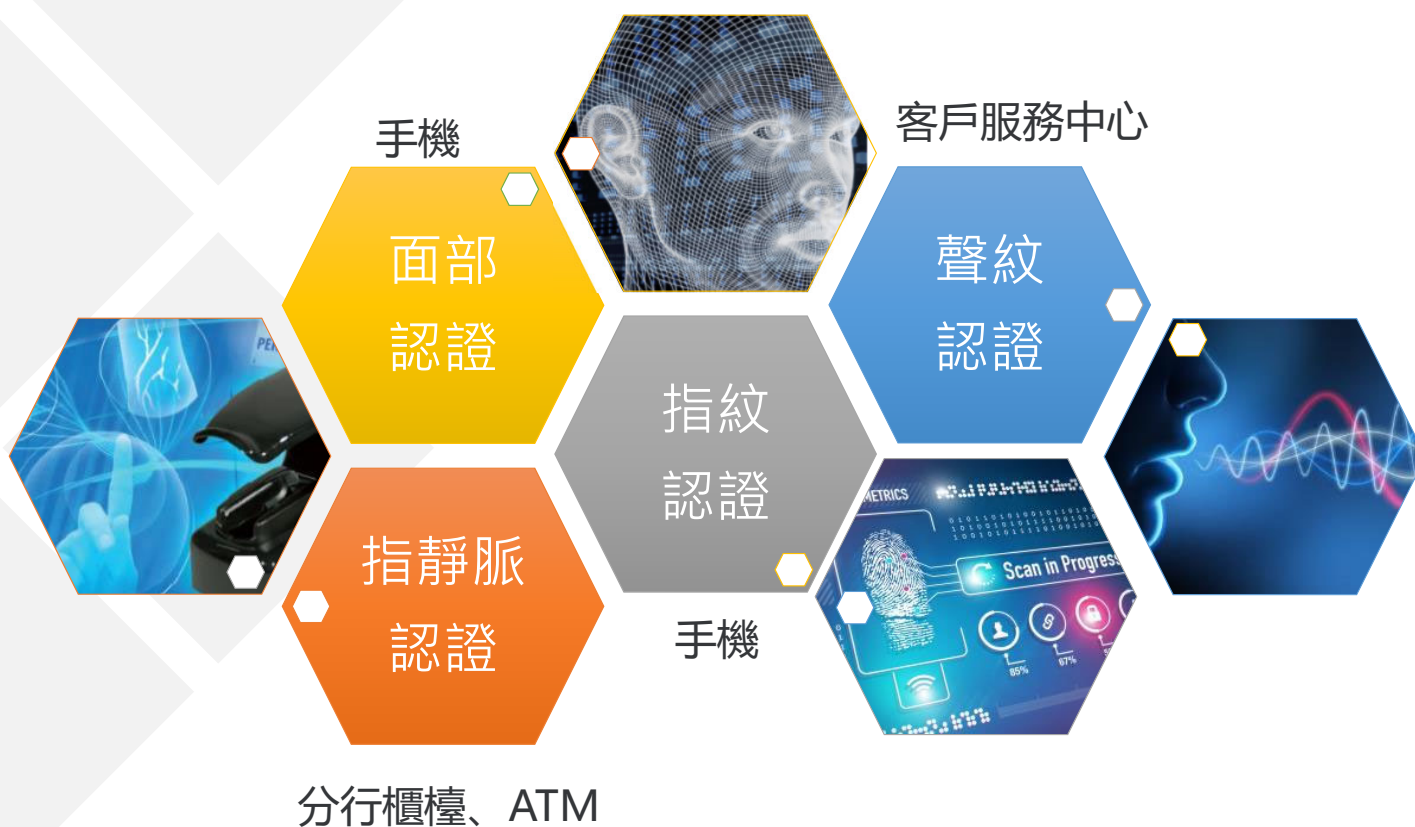 手機
客戶服務中心
面部
認證
聲紋
認證
指紋
認證
指靜脈
認證
METRICS
Scan in Progress
85%
67%
手機
分行櫃檯、ATM